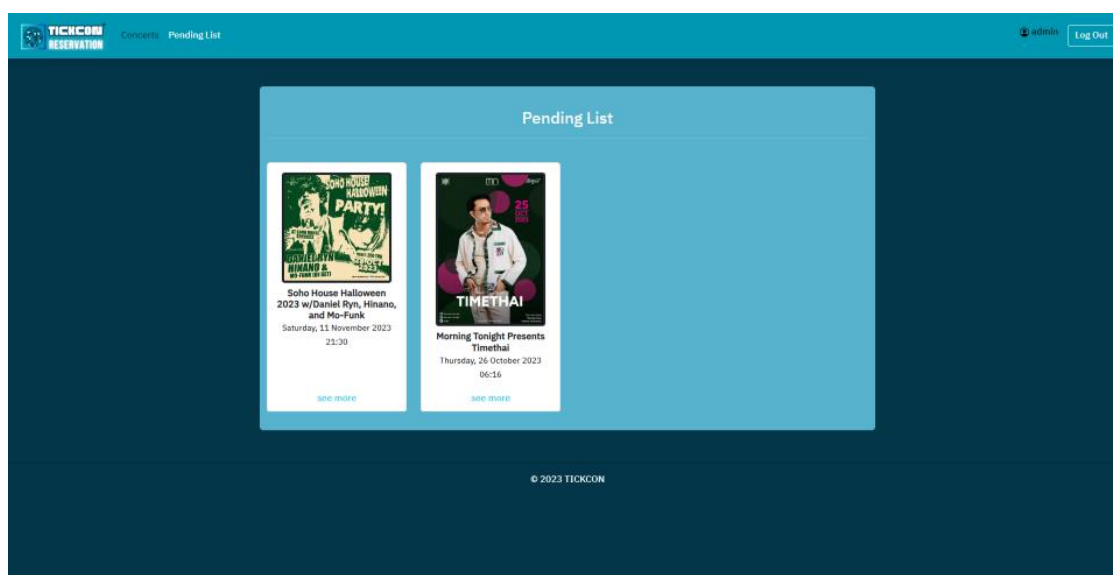 TICKCON
RESERVATION
Concerts
Pending List
admin
Log Out
Pending List
SOHO HOUSE
HALLOWEEN
PARTY!
DANIEL RYN
HINANO &
MO-FUNK
Soho House Halloween
2023 w/Daniel Ryn, Hinano,
and Mo-Funk
Saturday, 11 November 2023
21:30
see more
25
OCT
TIMETHAI
Morning Tonight Presents
Timethai
Thursday, 26 October 2023
06:16
see more
© 2023 TICKCON